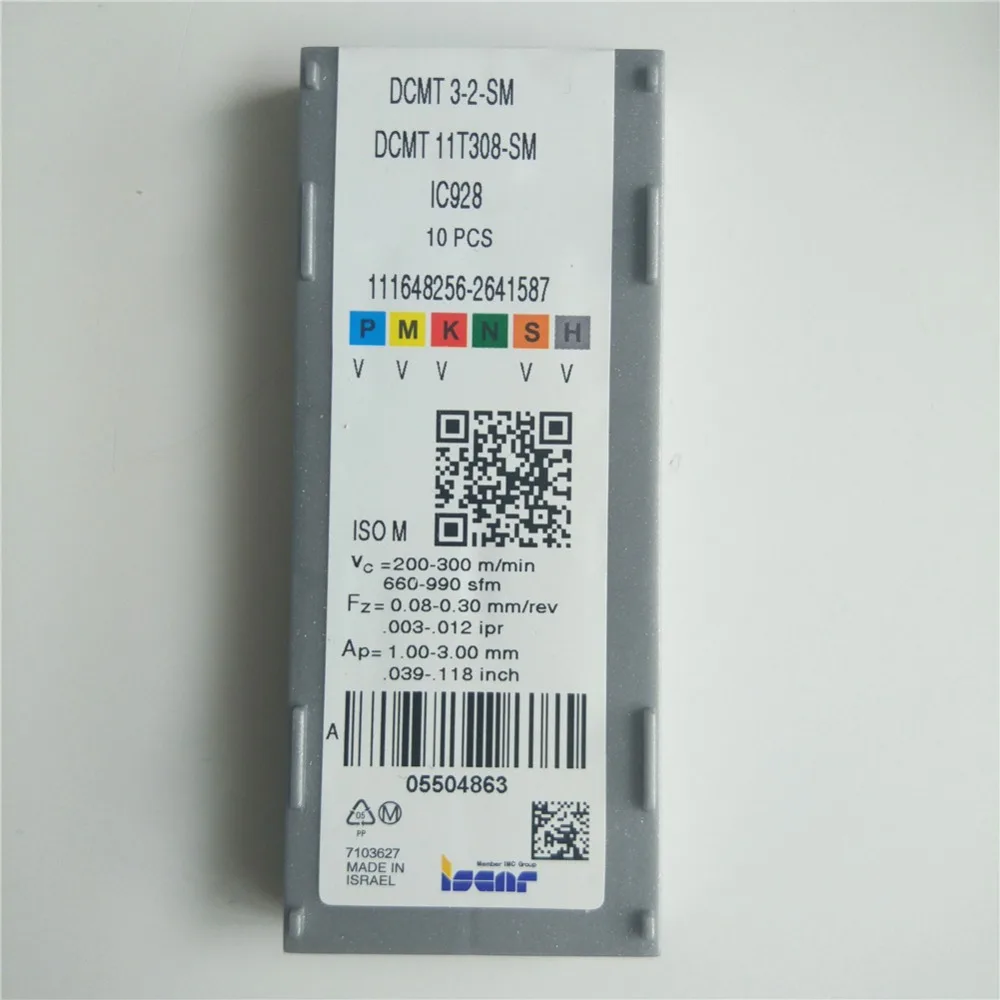 DCMT 3-2-SM
DCMT 11T308-SM
IC928
10 PCS
111648256-2641587
P M K N S H
V V V V V
ISO M
Vc =200-300 m/min
660-990 sfm
Fz= 0.08-0.30 mm/rev
.003-.012 ipr
Ap= 1.00-3.00 mm
.039-.118 inch
A
05504863
05 M
PP
7103627
MADE IN
ISRAEL
Member IMC Group
iscar